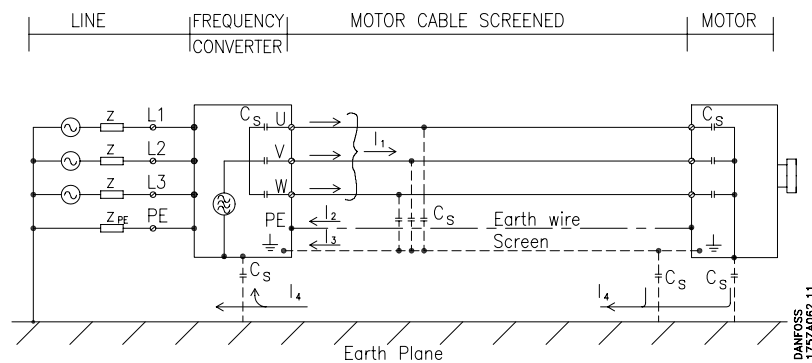 LINE
FREQUENCY CONVERTER
MOTOR CABLE SCREENED
MOTOR
Z L1
Z L2
Z L3
Z PE PE
C S U
V
W
PE
I 1
I 2
I 3
C S
Earth wire
Screen
C S
C S
I 4
I 4
C S
C S
Earth Plane
DANFOSS
175ZA062.11